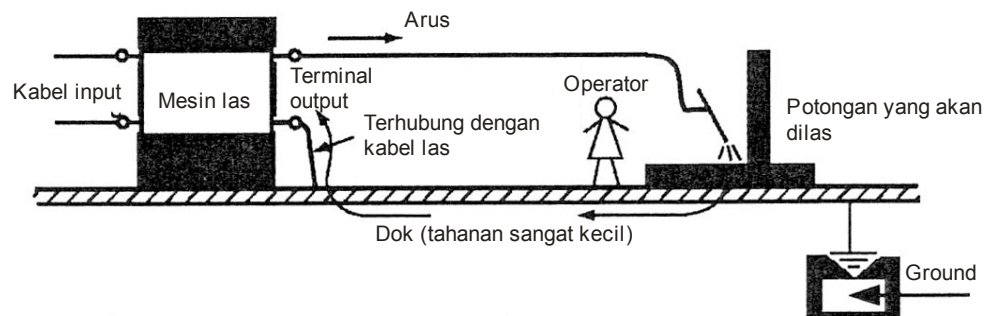 Arus
Kabel input
Mesin las
Terminal
output
Terhubung dengan
kabel las
Operator
Potongan yang akan
dilas
Dok (tahanan sangat kecil)
Ground